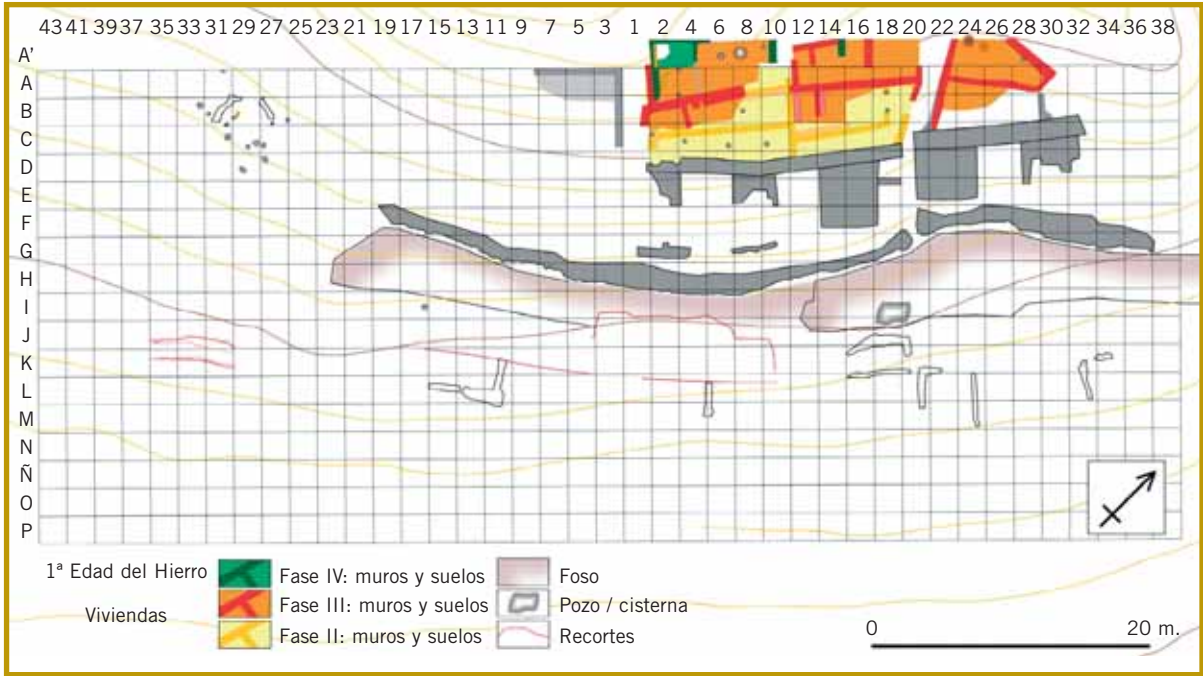 43 41 39 37 35 33 31 29 27 25 23 21 19 17 15 13 11 9 7 5 3 1 2 4 6 8 10 12 14 16 18 20 22 24 26 28 30 32 34 36 38
A'
A
B
C
D
E
F
G
H
I
J
K
L
M
N
Ñ
O
P
1ª Edad del Hierro
Viviendas
Fase IV: muros y suelos
Fase III: muros y suelos
Fase II: muros y suelos
Foso
Pozo / cisterna
Recortes
0 20 m.